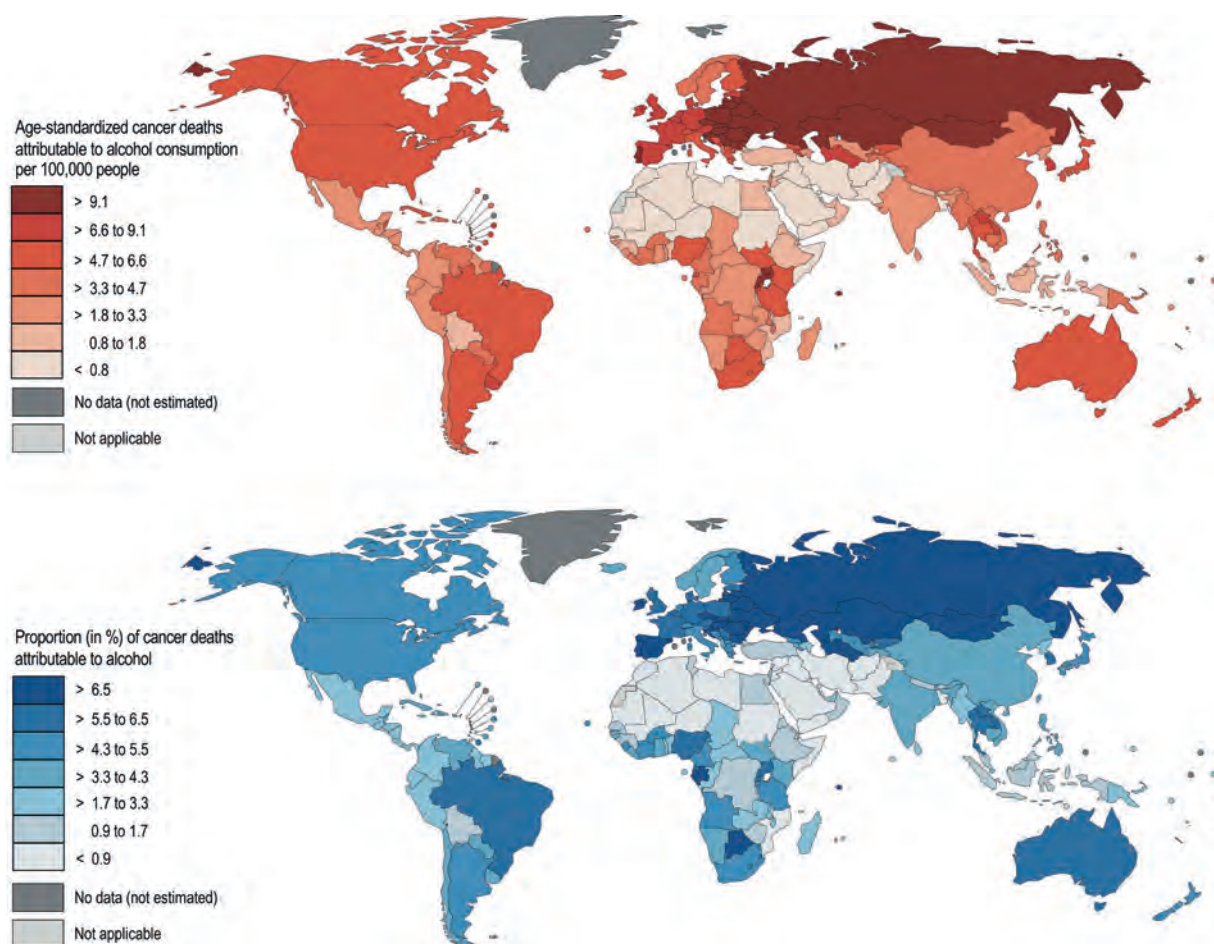 Age-standardized cancer deaths
attributable to alcohol consumption
per 100,000 people
> 9.1
> 6.6 to 9.1
> 4.7 to 6.6
> 3.3 to 4.7
> 1.8 to 3.3
0.8 to 1.8
< 0.8
No data (not estimated)
Not applicable
Proportion (in %) of cancer deaths
attributable to alcohol
> 6.5
> 5.5 to 6.5
> 4.3 to 5.5
> 3.3 to 4.3
> 1.7 to 3.3
0.9 to 1.7
< 0.9
No data (not estimated)
Not applicable